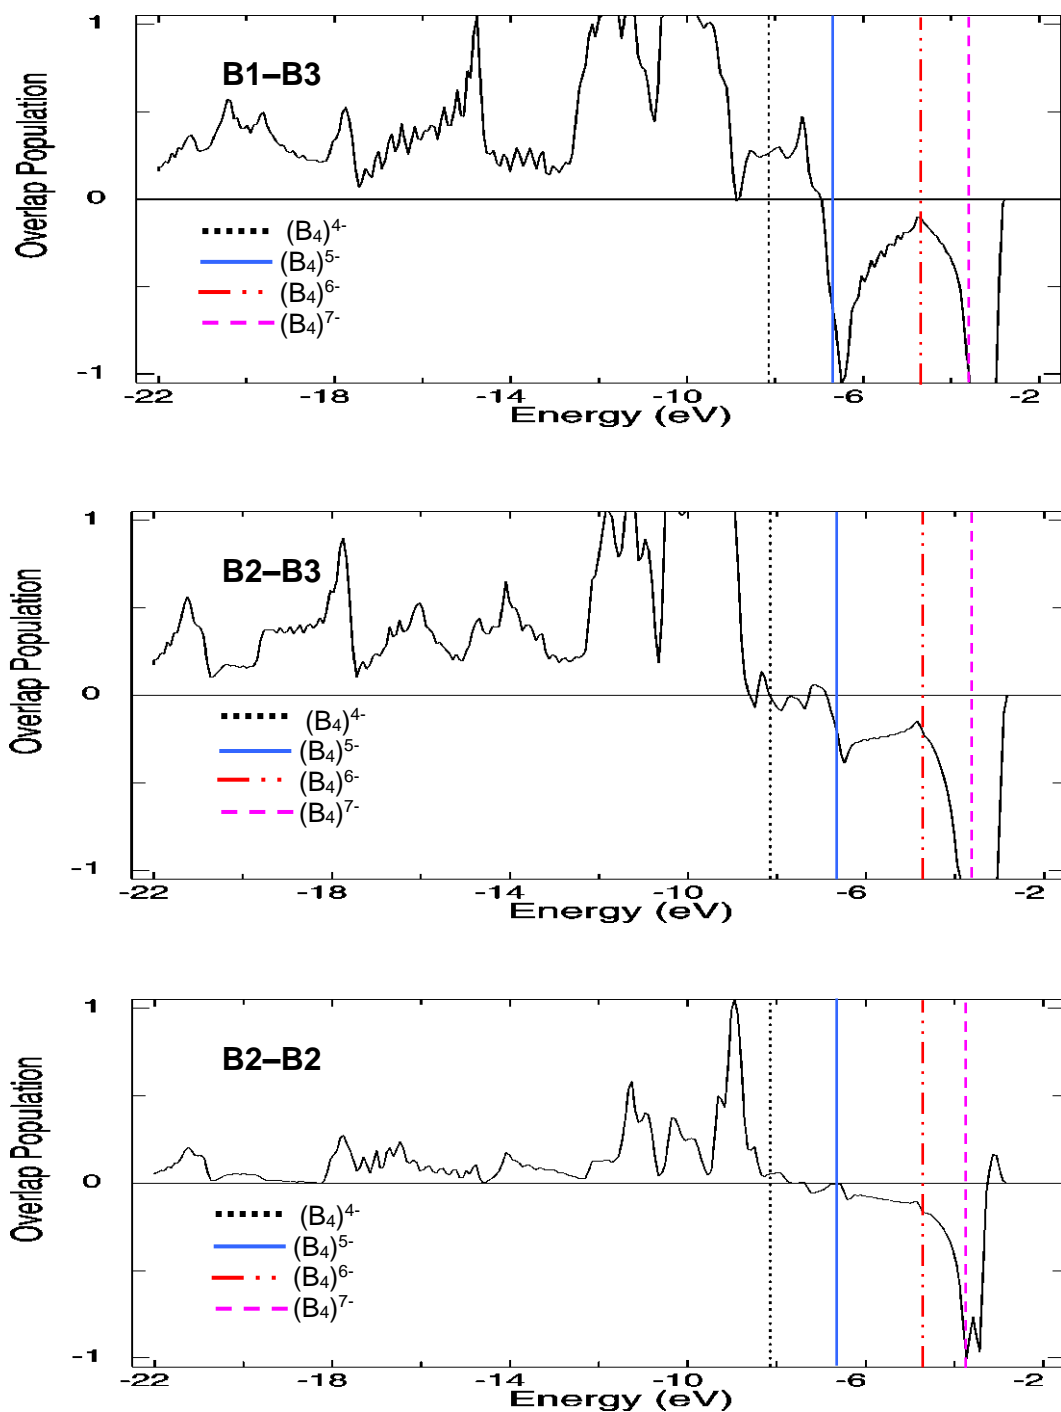 1
B1–B3
Overlap Population
0
(B₄)⁴⁻
(B₄)⁵⁻
(B₄)⁶⁻
(B₄)⁷⁻
-1
-22 -18 -14 -10 -6 -2
Energy (eV)
1
B2–B3
Overlap Population
0
(B₄)⁴⁻
(B₄)⁵⁻
(B₄)⁶⁻
(B₄)⁷⁻
-1
-22 -18 -14 -10 -6 -2
Energy (eV)
1
B2–B2
Overlap Population
0
(B₄)⁴⁻
(B₄)⁵⁻
(B₄)⁶⁻
(B₄)⁷⁻
-1
-22 -18 -14 -10 -6 -2
Energy (eV)